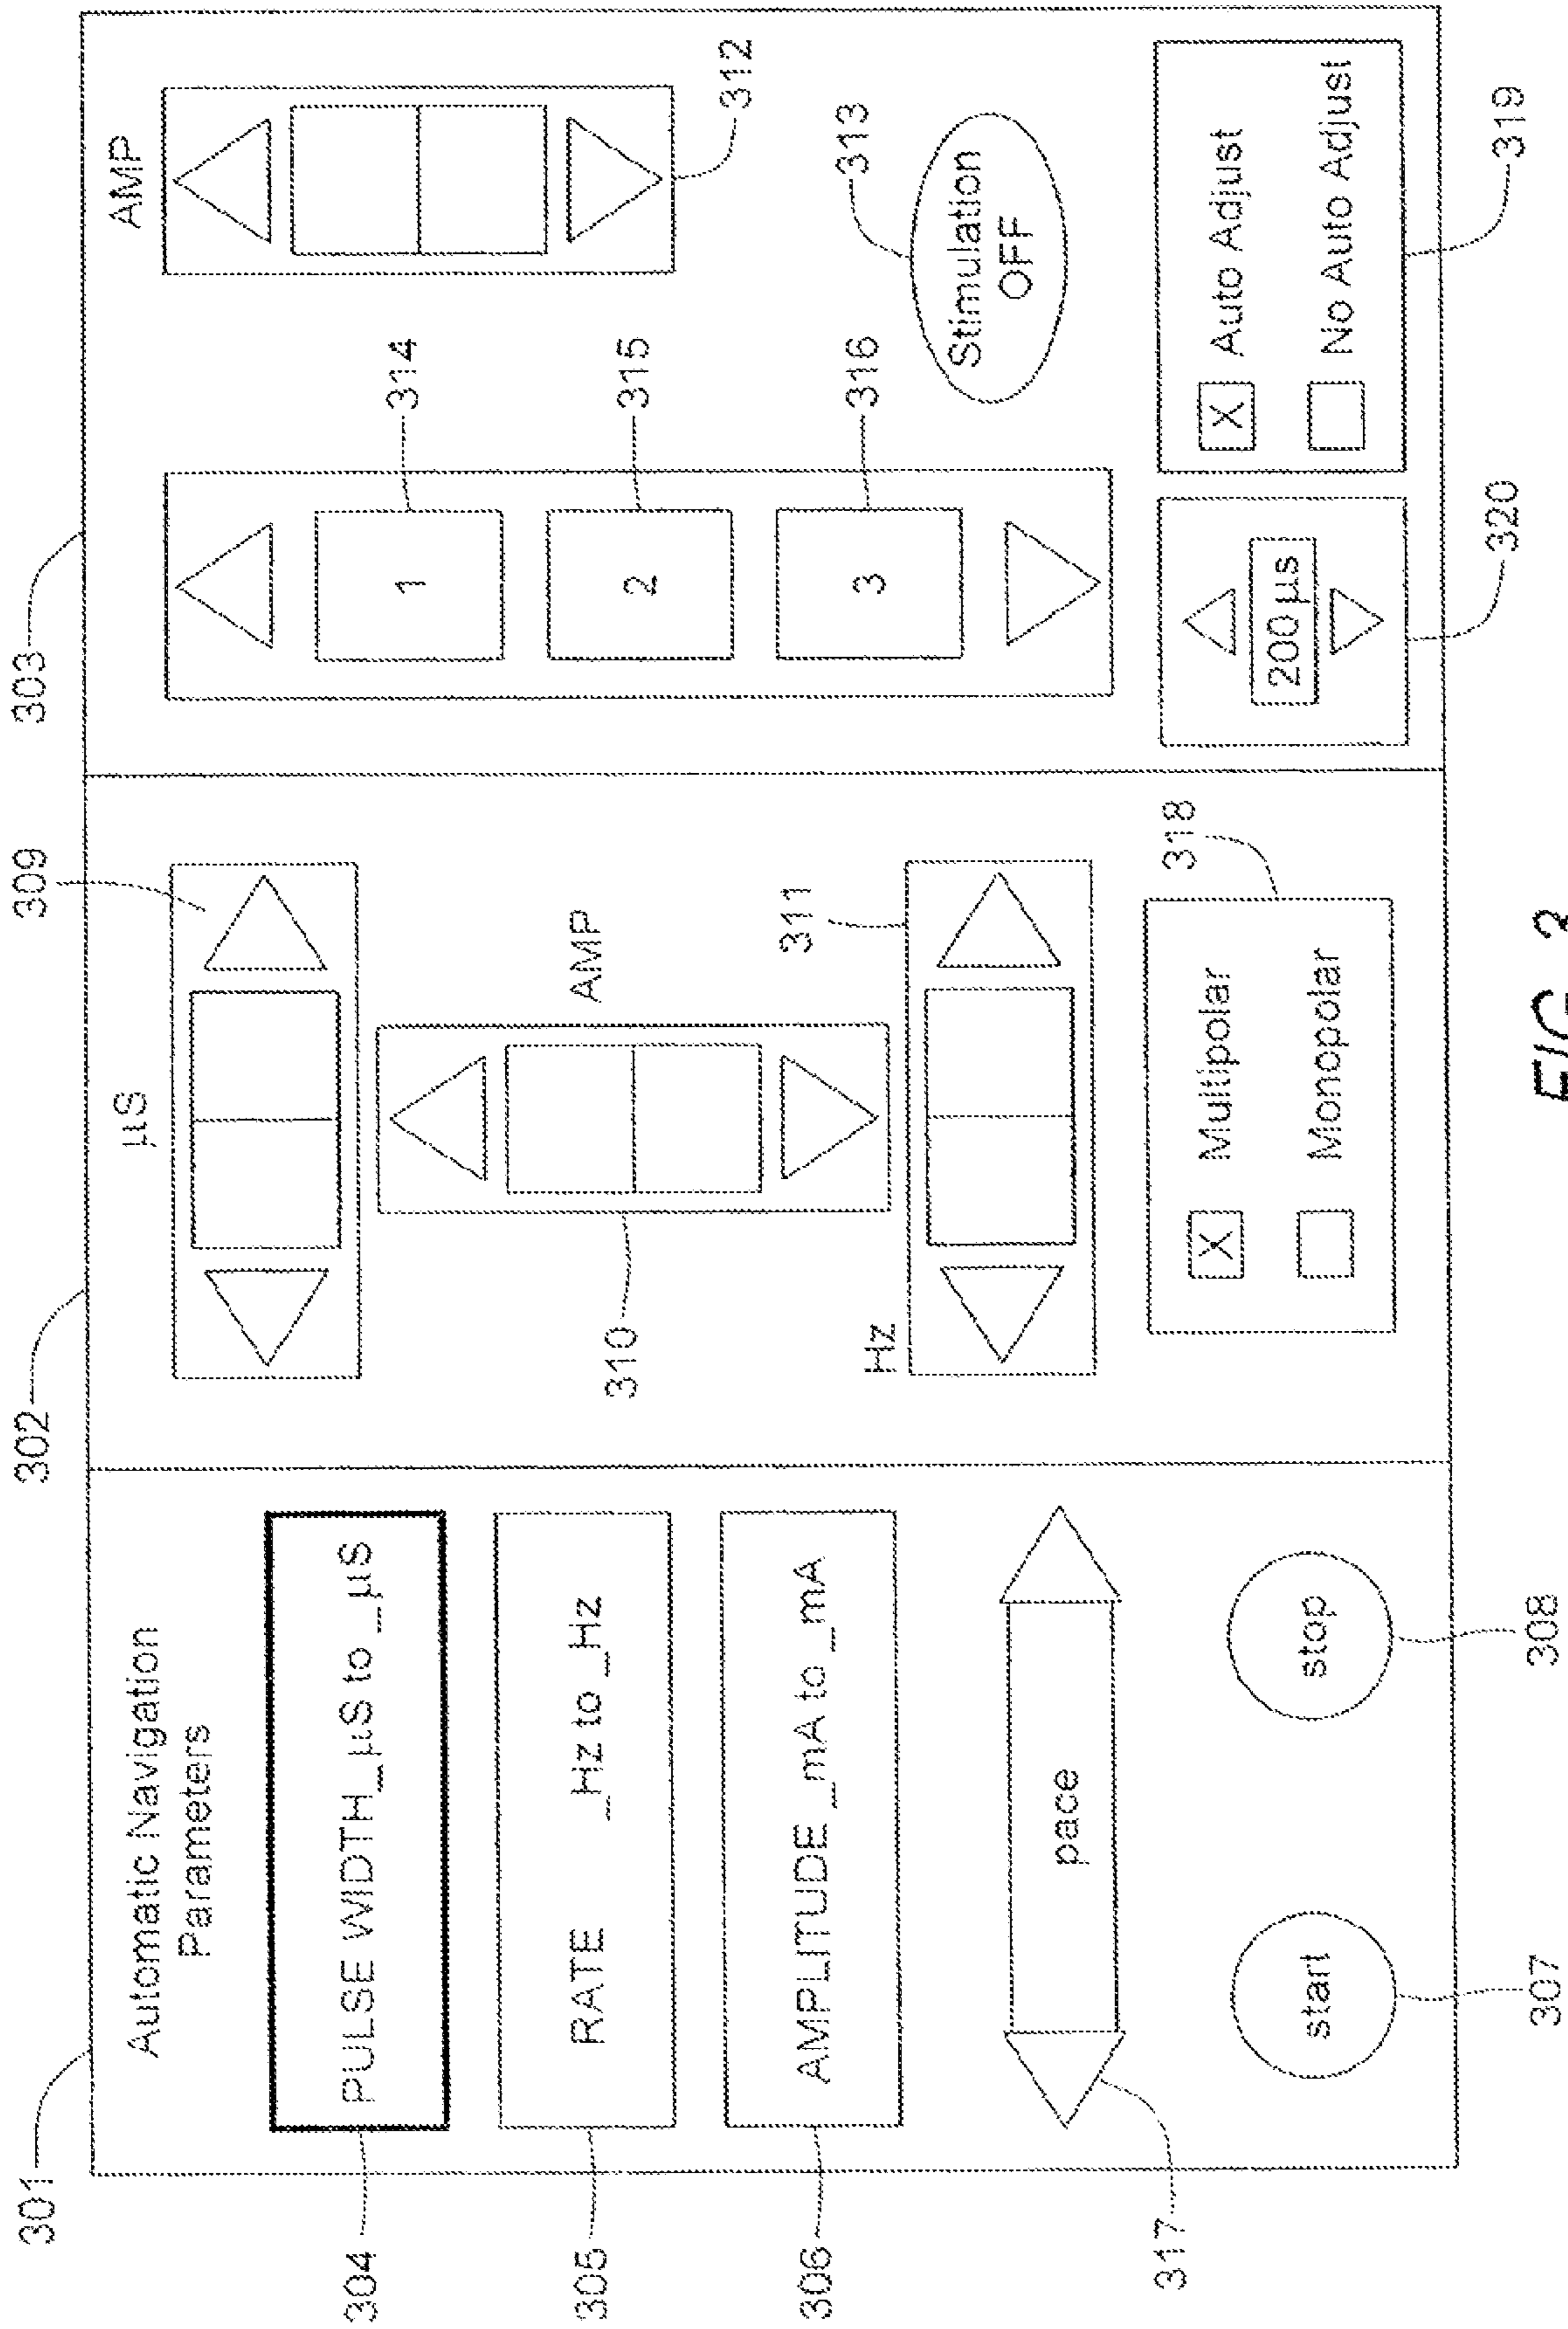 301
302
303
Automatic Navigation
Parameters
304
PULSE WIDTH_µS to _µS
305
RATE _Hz to _Hz
306
AMPLITUDE _mA to _mA
317
pace
start
stop
307
308
µS
309
AMP
310
Hz
311
318
X Multipolar
Monopolar
AMP
312
1
314
2
315
3
316
313
Stimulation
OFF
200 µs
320
X Auto Adjust
No Auto Adjust
319